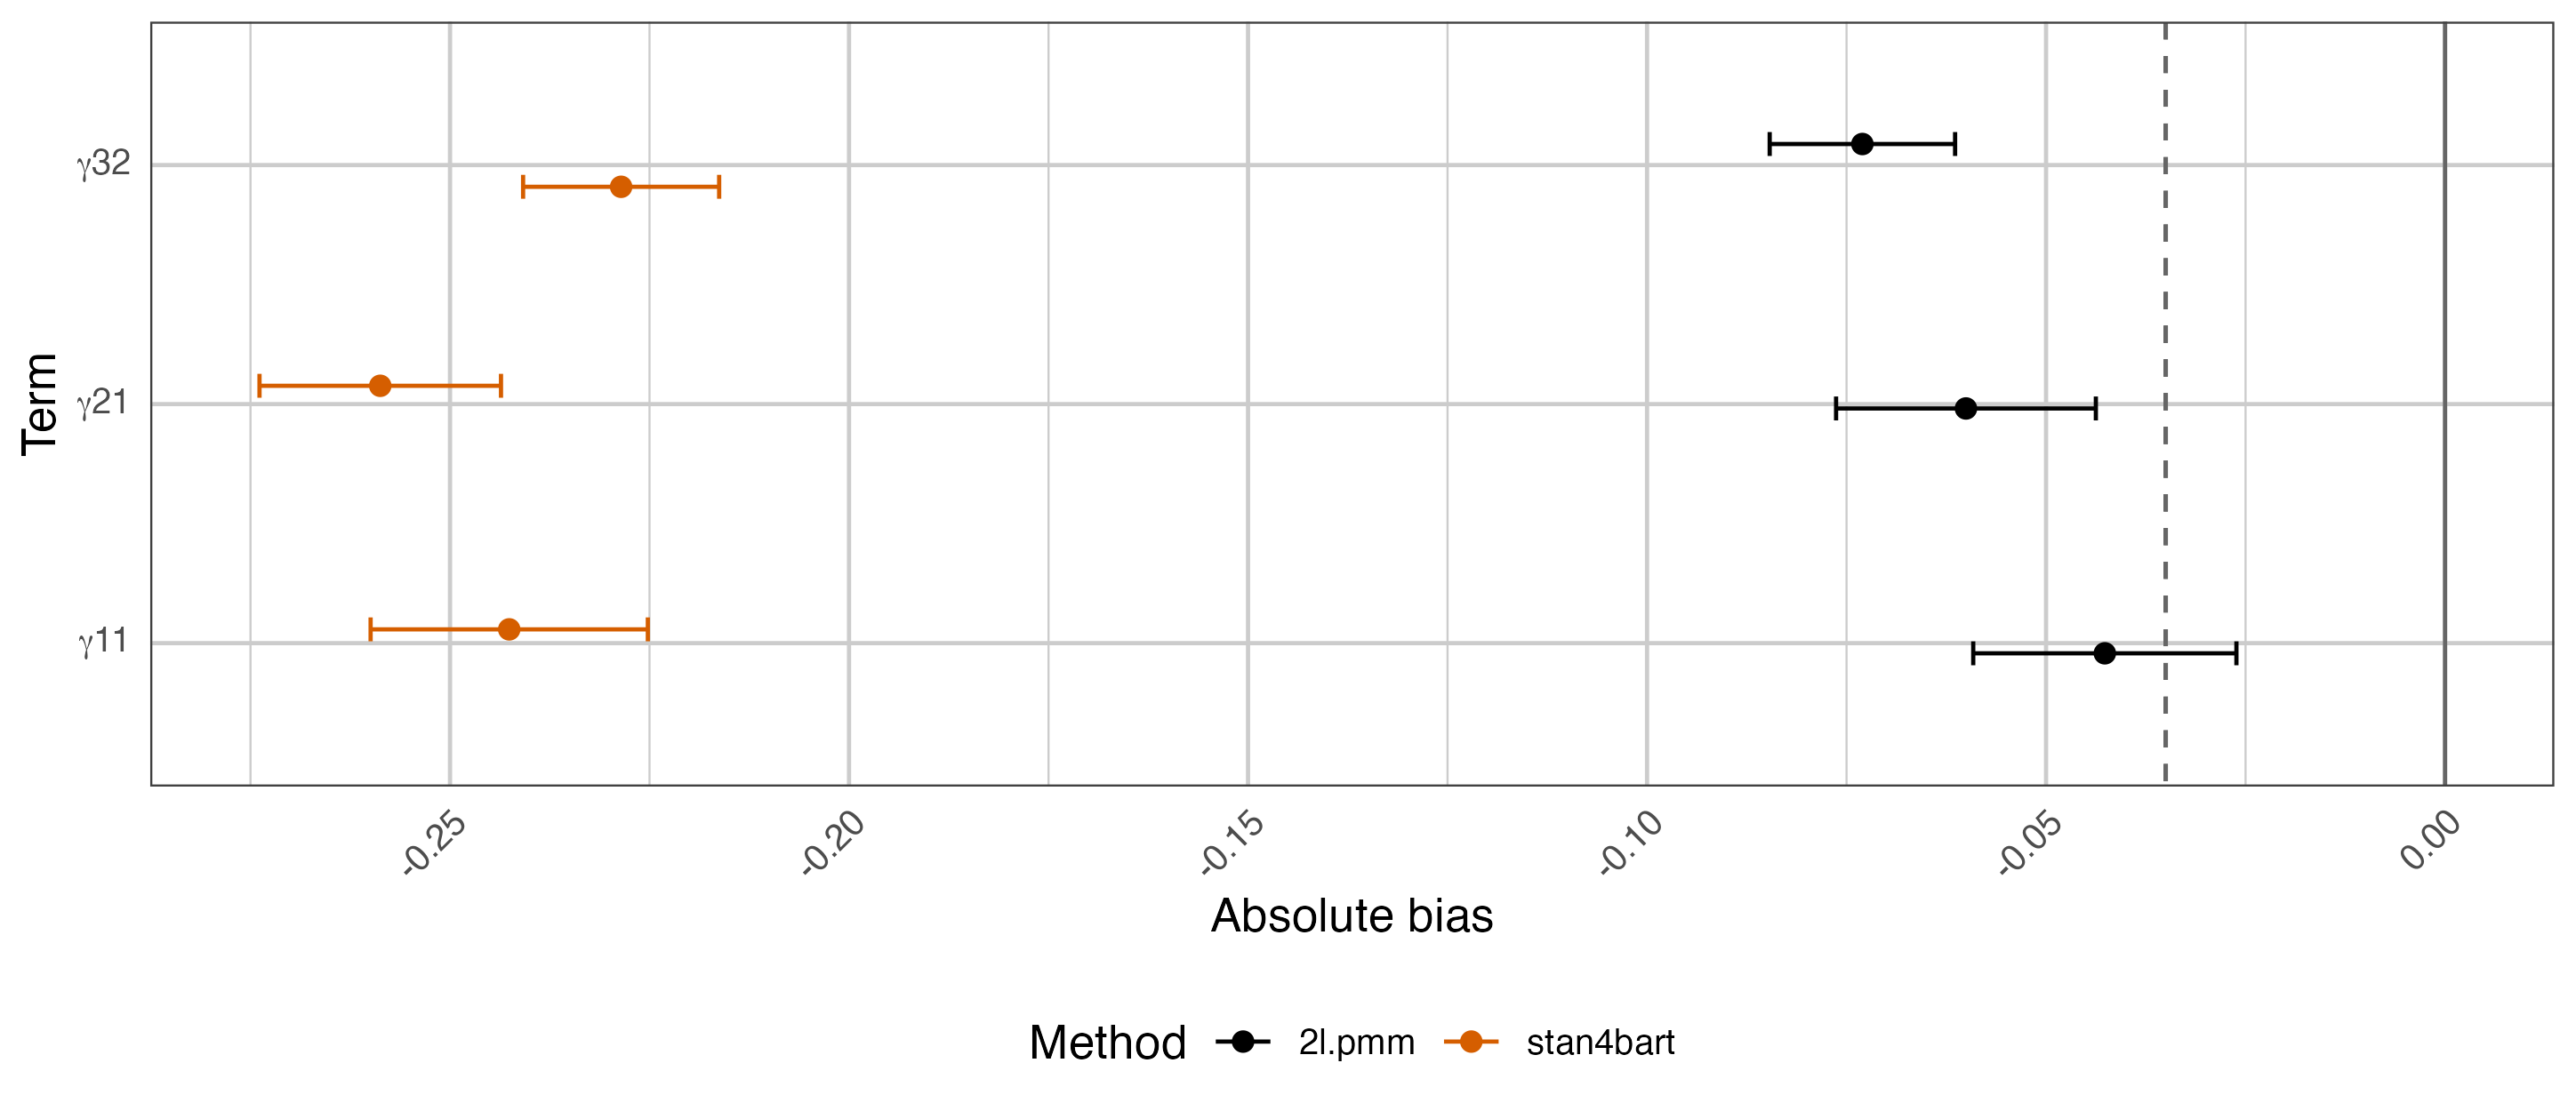 Term
γ32
γ21
γ11
-0.25 -0.20 -0.15 -0.10 -0.05 0.00
Absolute bias
Method 2l.pmm stan4bart